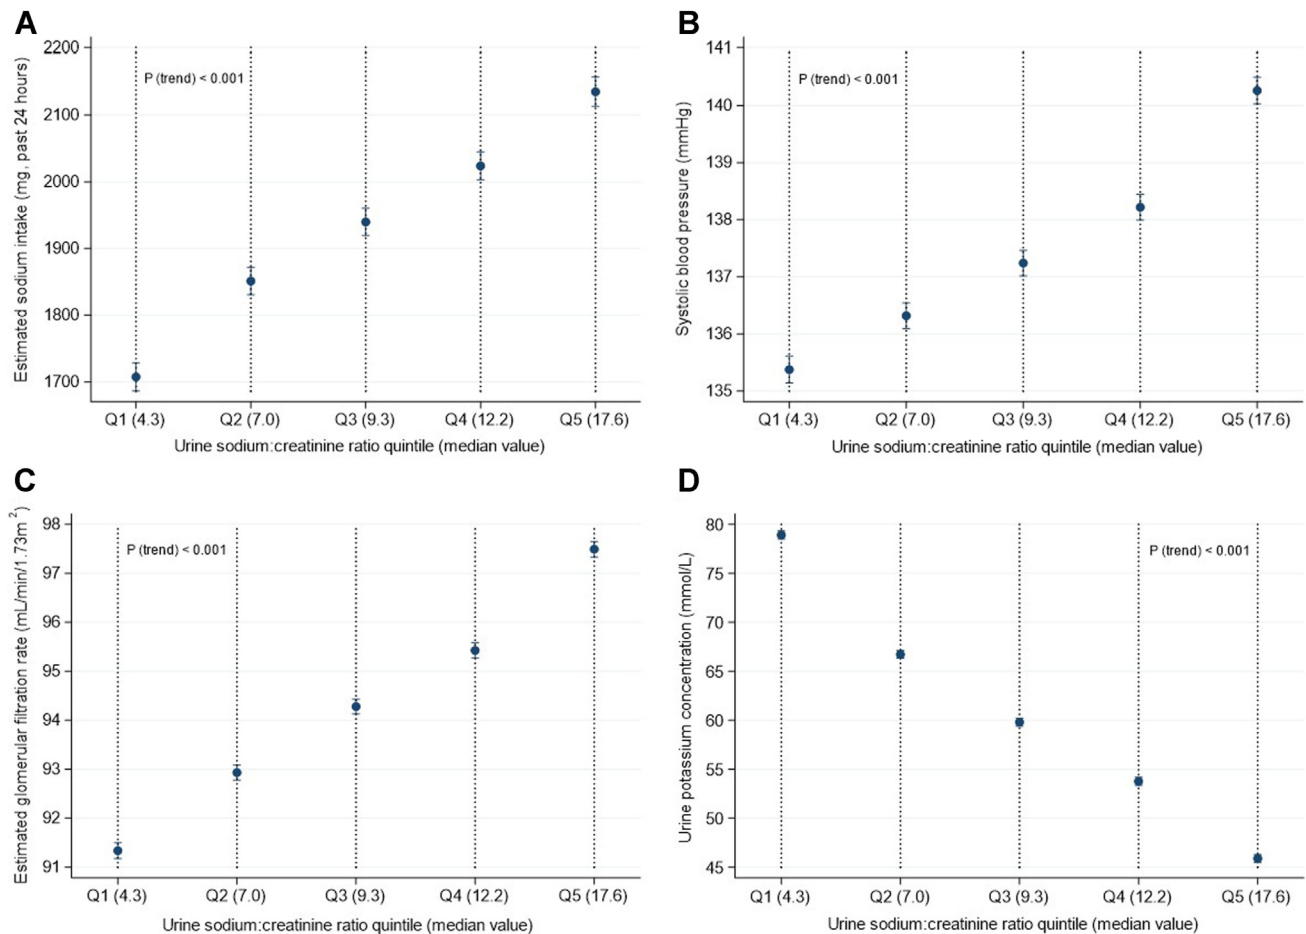 A
Estimated sodium intake (mg, past 24 hours)
2200
2100
2000
1900
1800
1700
P (trend) < 0.001
Q1 (4.3) Q2 (7.0) Q3 (9.3) Q4 (12.2) Q5 (17.6)
Urine sodium:creatinine ratio quintile (median value)
B
Systolic blood pressure (mmHg)
141
140
139
138
137
136
135
P (trend) < 0.001
Q1 (4.3) Q2 (7.0) Q3 (9.3) Q4 (12.2) Q5 (17.6)
Urine sodium:creatinine ratio quintile (median value)
C
Estimated glomerular filtration rate (mL/min/1.73m²)
98
97
96
95
94
93
92
91
P (trend) < 0.001
Q1 (4.3) Q2 (7.0) Q3 (9.3) Q4 (12.2) Q5 (17.6)
Urine sodium:creatinine ratio quintile (median value)
D
Urine potassium concentration (mmol/L)
80
75
70
65
60
55
50
45
P (trend) < 0.001
Q1 (4.3) Q2 (7.0) Q3 (9.3) Q4 (12.2) Q5 (17.6)
Urine sodium:creatinine ratio quintile (median value)